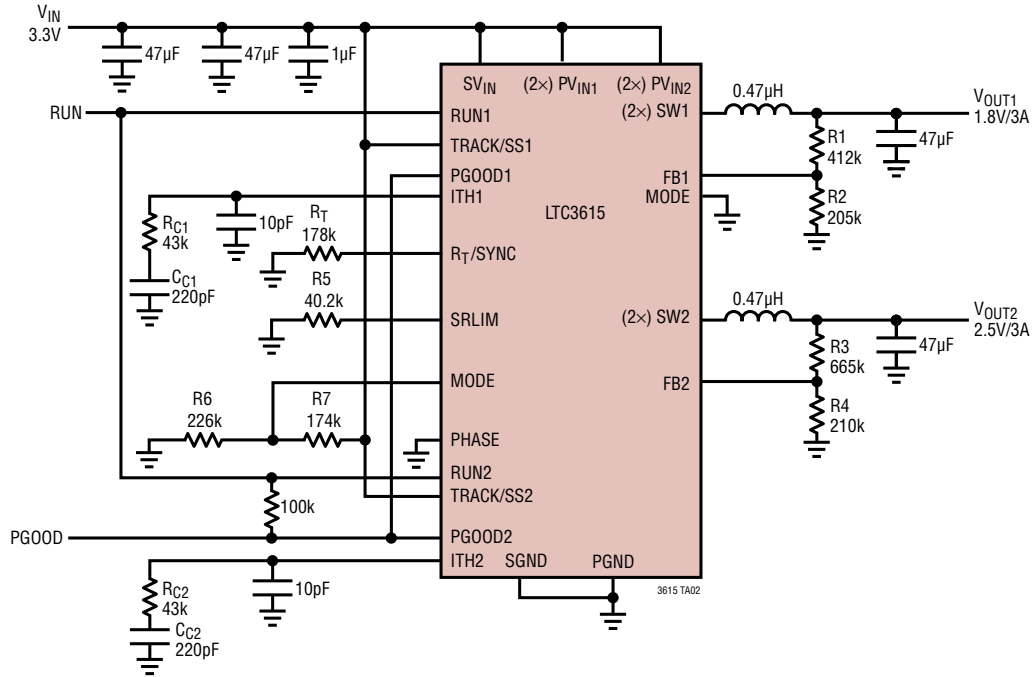 VIN
3.3V
47µF
47µF
1µF
SVIN
(2×) PVIN1
(2×) PVIN2
RUN
RUN1
(2×) SW1
0.47µH
VOUT1
1.8V/3A
TRACK/SS1
R1
412k
47µF
PGOOD1
FB1
ITH1
MODE
LTC3615
R2
205k
RC1
43k
10pF
RT
178k
RT/SYNC
CC1
220pF
R5
40.2k
SRLIM
(2×) SW2
0.47µH
VOUT2
2.5V/3A
R3
665k
47µF
MODE
FB2
R6
226k
R7
174k
R4
210k
PHASE
RUN2
TRACK/SS2
100k
PGOOD
PGOOD2
ITH2
SGND
PGND
RC2
43k
10pF
3615 TA02
CC2
220pF